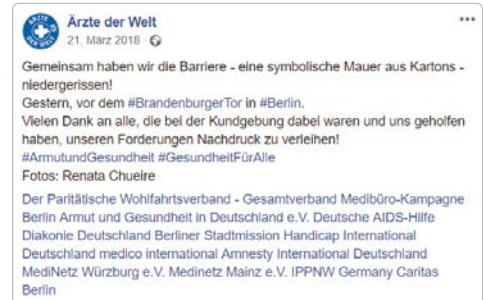 ÄRZTE DER WELT
Ärzte der Welt
21. März 2018 ·
Gemeinsam haben wir die Barriere - eine symbolische Mauer aus Kartons -
niedergerissen!
Gestern, vor dem #BrandenburgerTor in #Berlin.
Vielen Dank an alle, die bei der Kundgebung dabei waren und uns geholfen
haben, unseren Forderungen Nachdruck zu verleihen!
#ArmutundGesundheit #GesundheitFürAlle
Fotos: Renata Chueire
Der Paritätische Wohlfahrtsverband - Gesamtverband Medibüro-Kampagne
Berlin Armut und Gesundheit in Deutschland e.V. Deutsche AIDS-Hilfe
Diakonie Deutschland Berliner Stadtmission Handicap International
Deutschland medico international Amnesty International Deutschland
MediNetz Würzburg e.V. Medinetz Mainz e.V. IPPNW Germany Caritas
Berlin